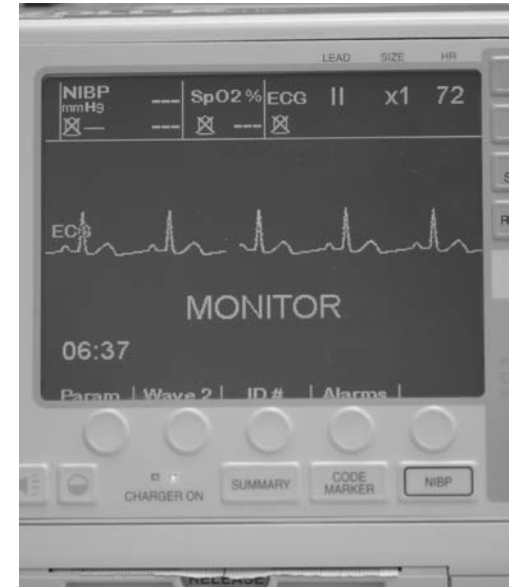 LEAD SIZE HR
NIBP --- SpO2 % ECG II x1 72
mmHg
--- --- ---
ECG
MONITOR
06:37
Param Wave 2 ID # Alarms
CHARGER ON SUMMARY CODE MARKER NIBP
RELEASE